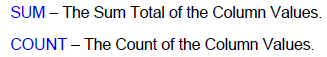 SUM – The Sum Total of the Column Values.
COUNT – The Count of the Column Values.